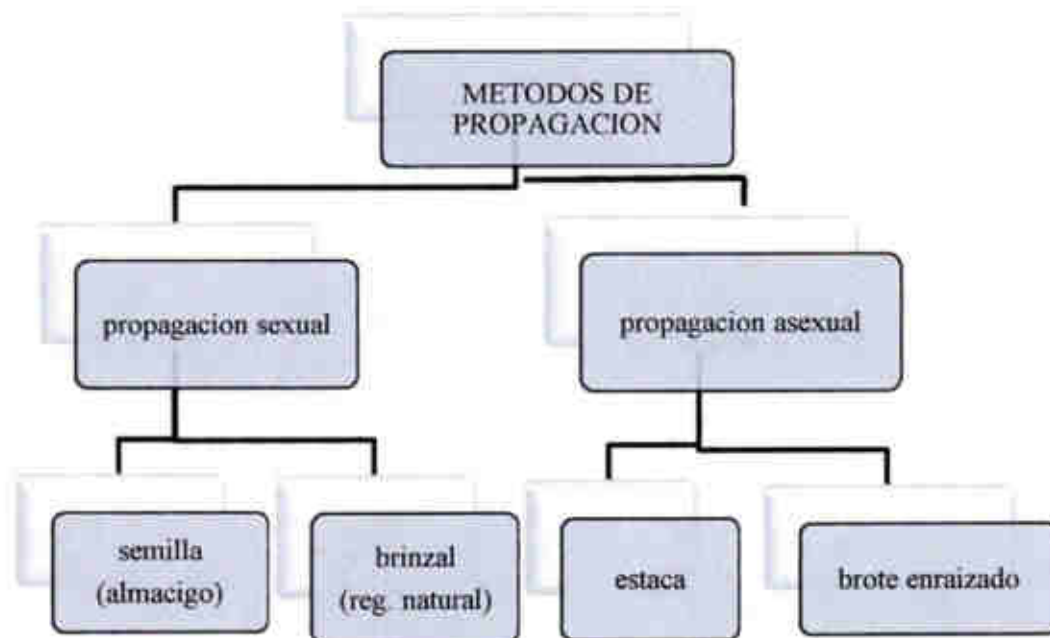 METODOS DE
PROPAGACION
propagacion sexual
propagacion asexual
semilla
(almacigo)
brinzal
(reg. natural)
estaca
brote enraizado